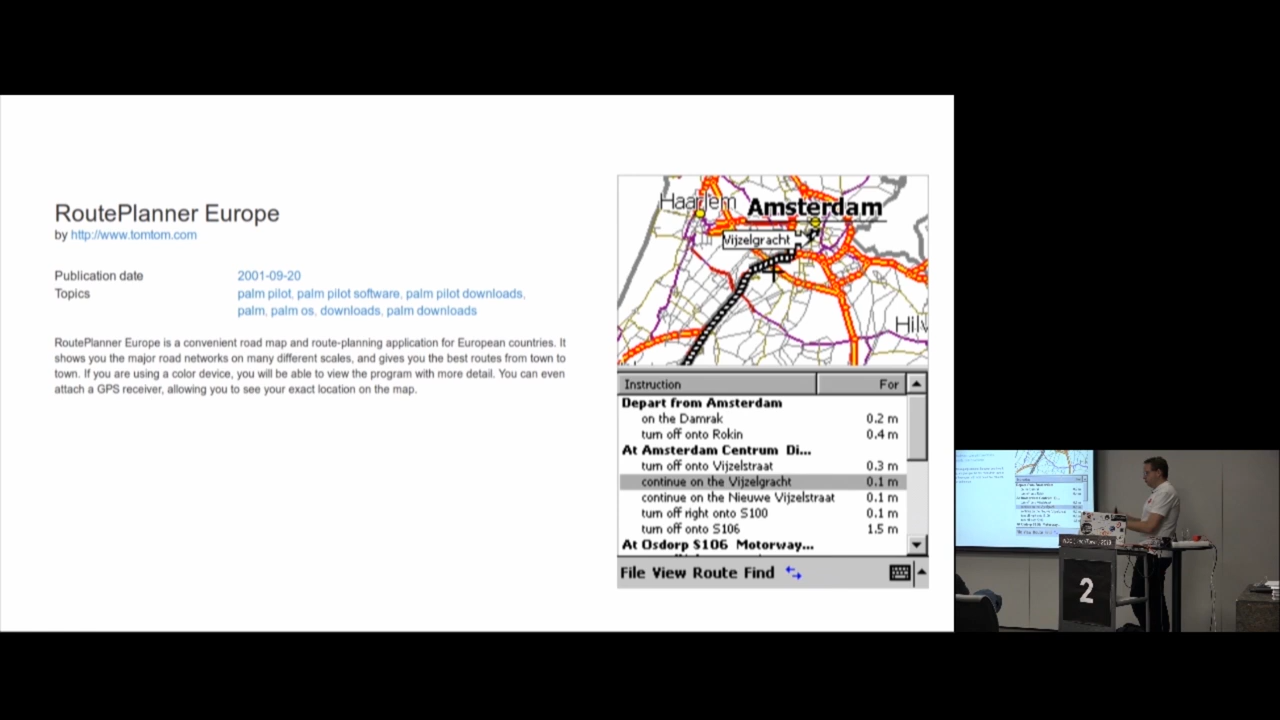 RoutePlanner Europe
by http://www.tomtom.com
Publication date 2001-09-20
Topics palm pilot, palm pilot software, palm pilot downloads,
palm, palm os, downloads, palm downloads
RoutePlanner Europe is a convenient road map and route-planning application for European countries. It
shows you the major road networks on many different scales, and gives you the best routes from town to
town. If you are using a color device, you will be able to view the program with more detail. You can even
attach a GPS receiver, allowing you to see your exact location on the map.
Haarlem
Amsterdam
Vijzelgracht
Hilv
Instruction For
Depart from Amsterdam
on the Damrak 0.2 m
turn off onto Rokin 0.4 m
At Amsterdam Centrum Di...
turn off onto Vijzelstraat 0.3 m
continue on the Vijzelgracht 0.1 m
continue on the Nieuwe Vijzelstraat 0.1 m
turn off right onto S100 0.1 m
turn off onto S106 1.5 m
At Osdorp S106 Motorway...
File View Route Find
2